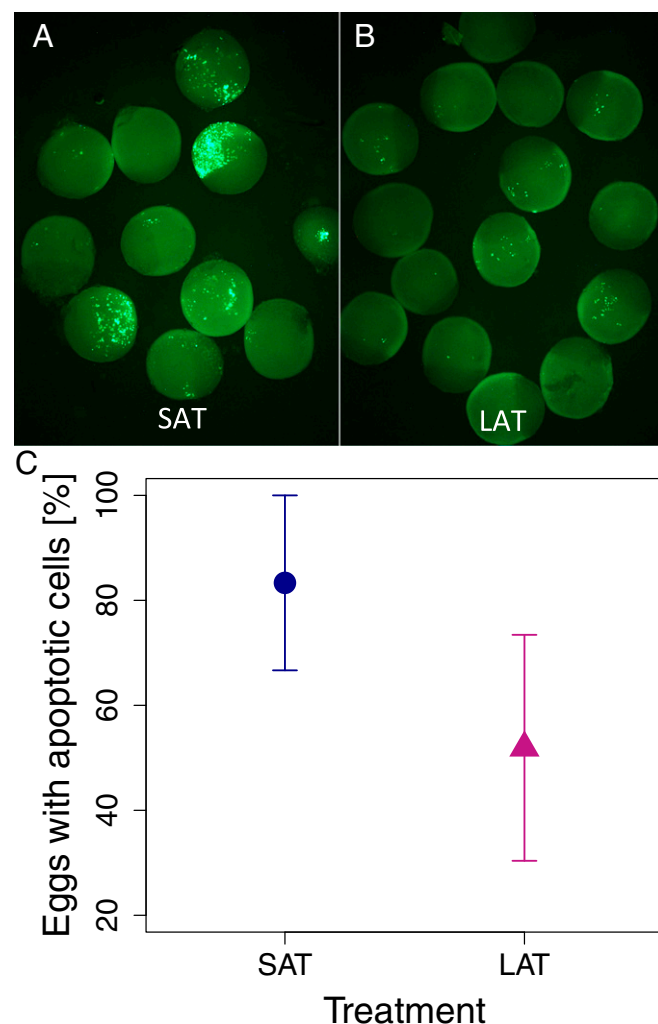 A
B
SAT
LAT
C
Eggs with apoptotic cells [%]
100
80
60
40
20
SAT
LAT
Treatment